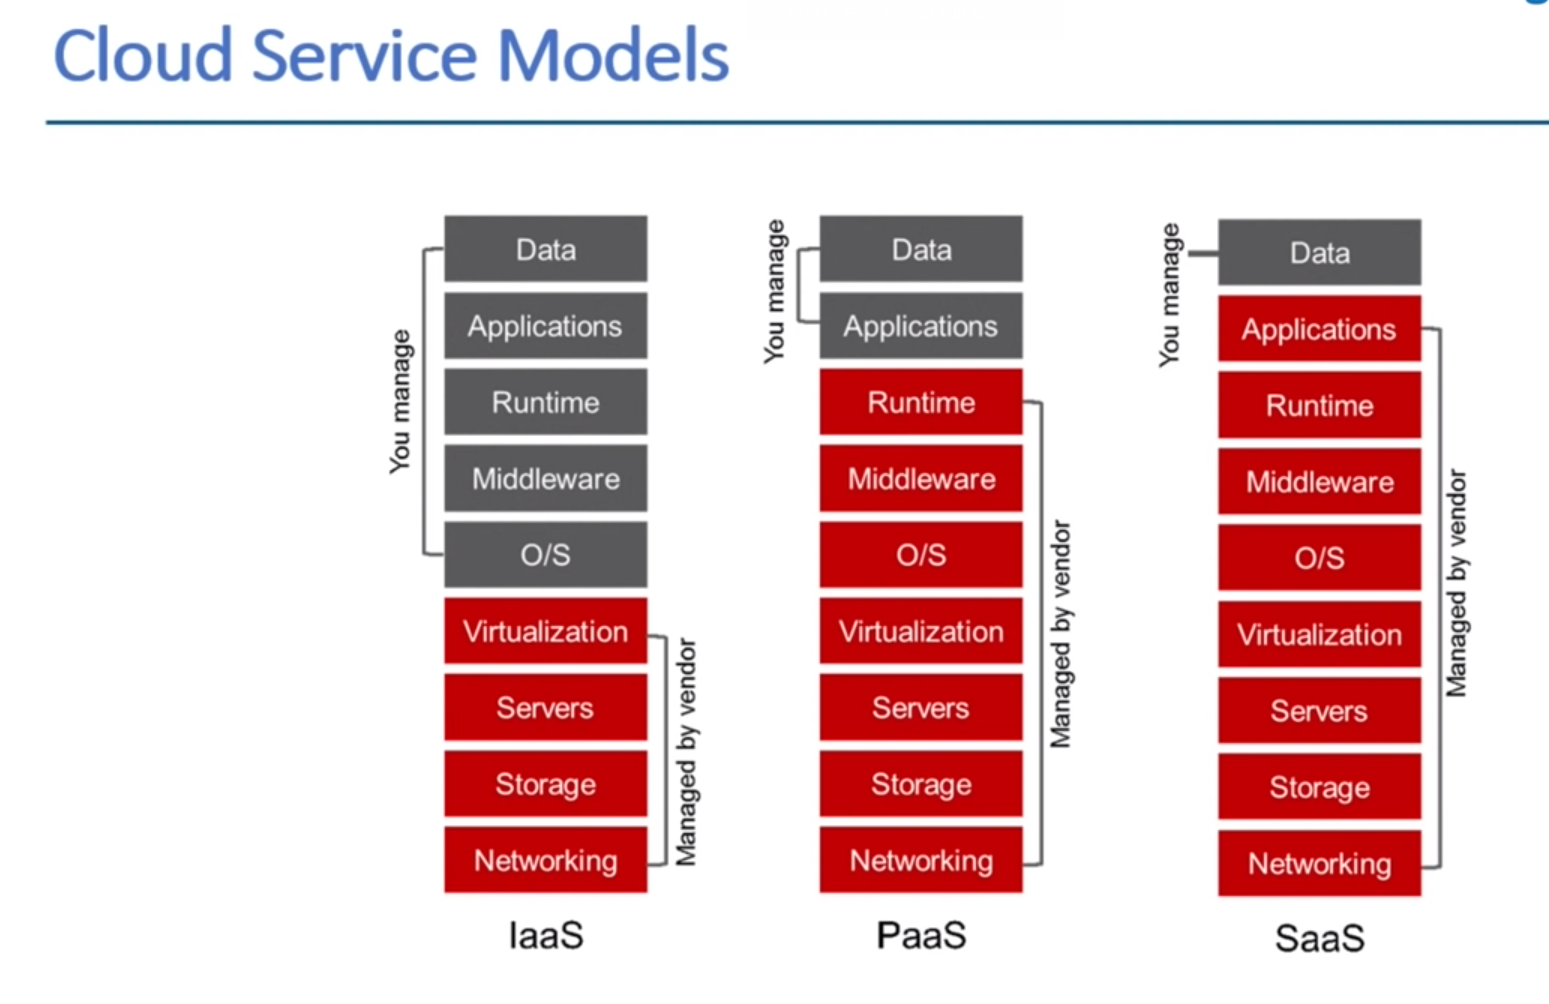 Cloud Service Models
You manage
Data
Applications
Runtime
Middleware
O/S
Virtualization
Servers
Storage
Networking
Managed by vendor
IaaS
You manage
Data
Applications
Runtime
Middleware
O/S
Virtualization
Servers
Storage
Networking
Managed by vendor
PaaS
You manage
Data
Applications
Runtime
Middleware
O/S
Virtualization
Servers
Storage
Networking
Managed by vendor
SaaS